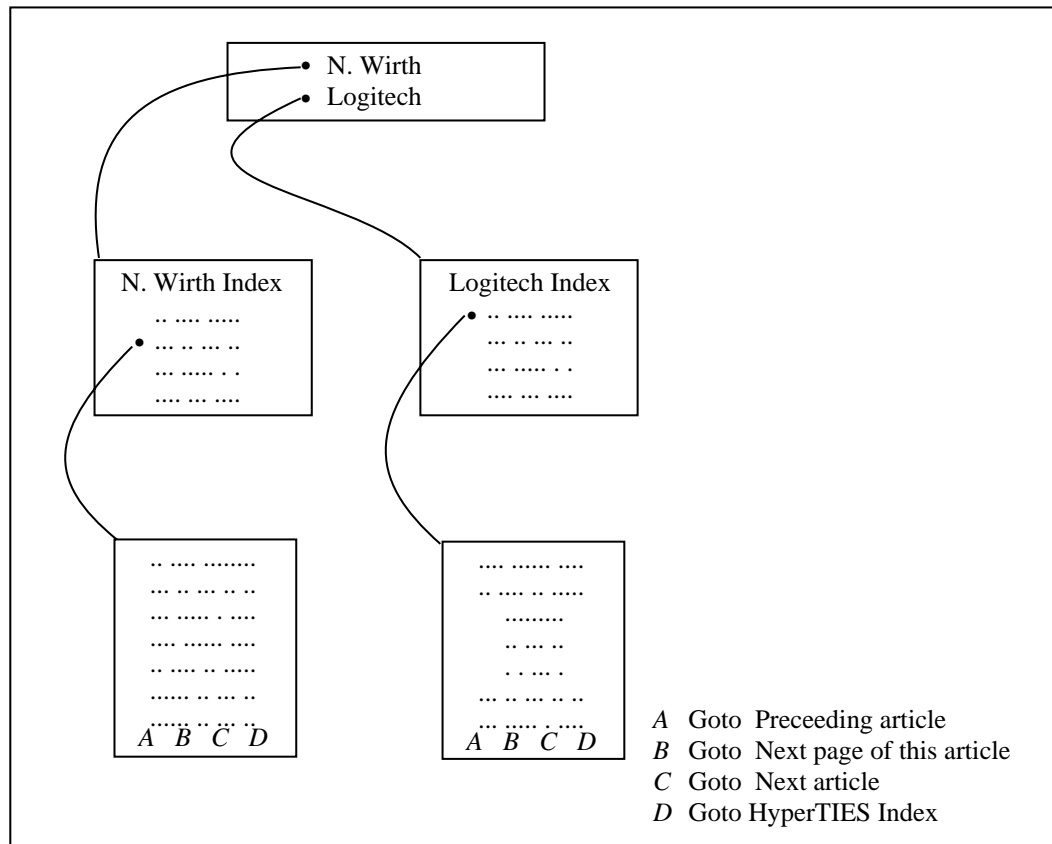 N. Wirth
Logitech
N. Wirth Index
Logitech Index
.. .... .....
... .. ... ..
... ..... . .
.... ... ....
.. .... .....
... .. ... ..
... ..... . .
.... ... ....
.. .... ........
... .. ... .. ..
... ..... . ....
.... ...... ....
.. .... .. .....
...... .. ... ..
...... .. ... ..
A B C D
.... ...... ....
.. .... .. .....
.........
.. ... ..
. . ... .
... .. ... .. ..
... ..... . ....
A B C D
A Goto Preceeding article
B Goto Next page of this article
C Goto Next article
D Goto HyperTIES Index